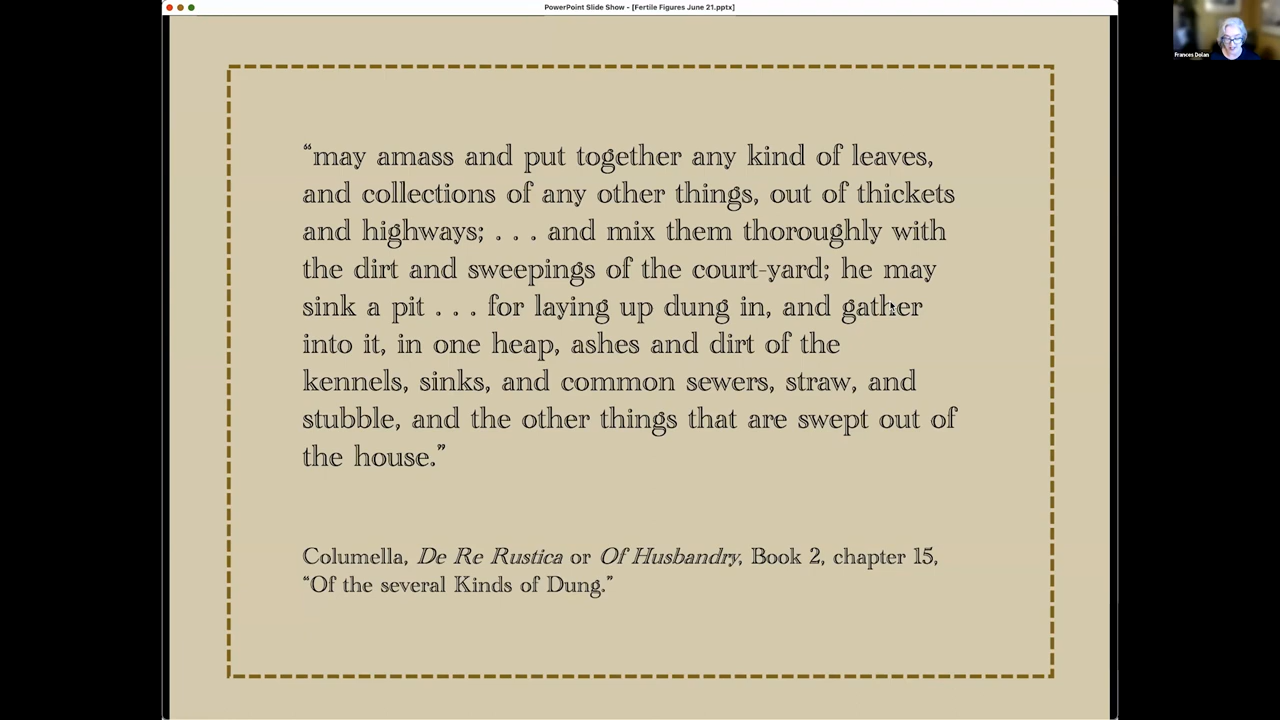 PowerPoint Slide Show - [Fertile Figures June 21.pptx]
Frances Dolan
“may amass and put together any kind of leaves,
and collections of any other things, out of thickets
and highways; . . . and mix them thoroughly with
the dirt and sweepings of the court-yard; he may
sink a pit . . . for laying up dung in, and gather
into it, in one heap, ashes and dirt of the
kennels, sinks, and common sewers, straw, and
stubble, and the other things that are swept out of
the house.”
Columella, De Re Rustica or Of Husbandry, Book 2, chapter 15,
“Of the several Kinds of Dung.”